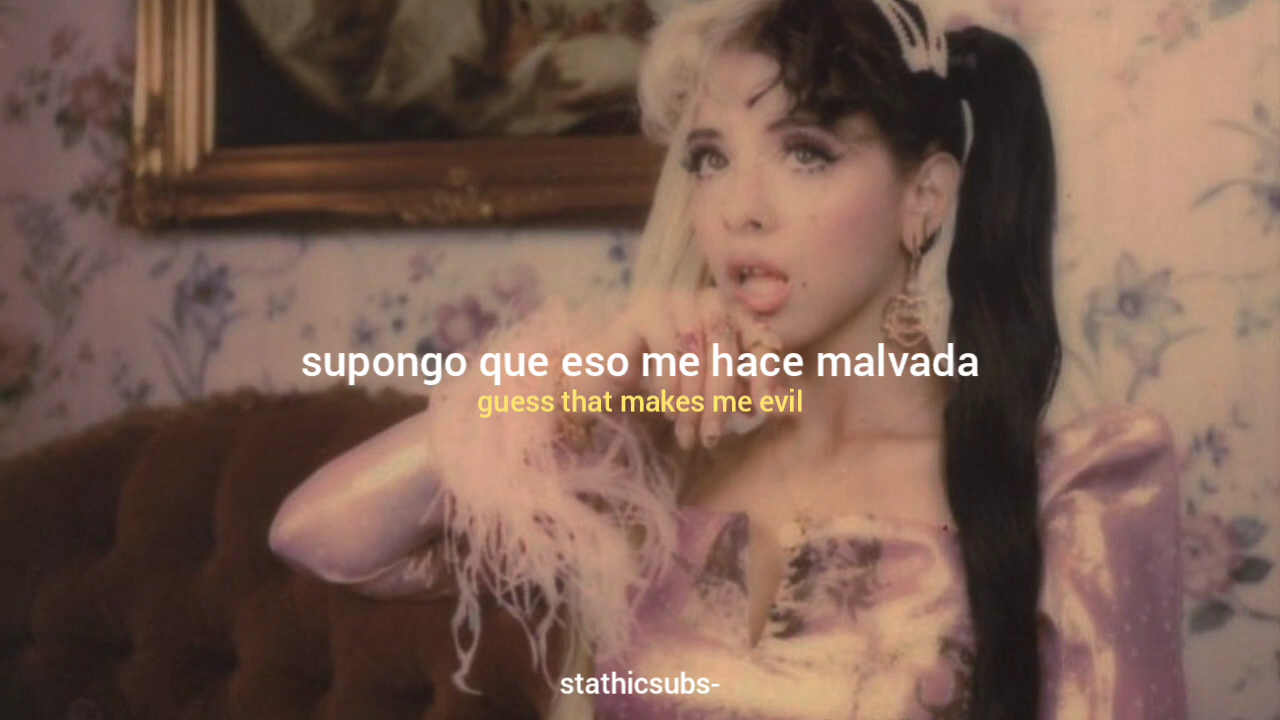 supongo que eso me hace malvada
guess that makes me evil
stathicsubs-